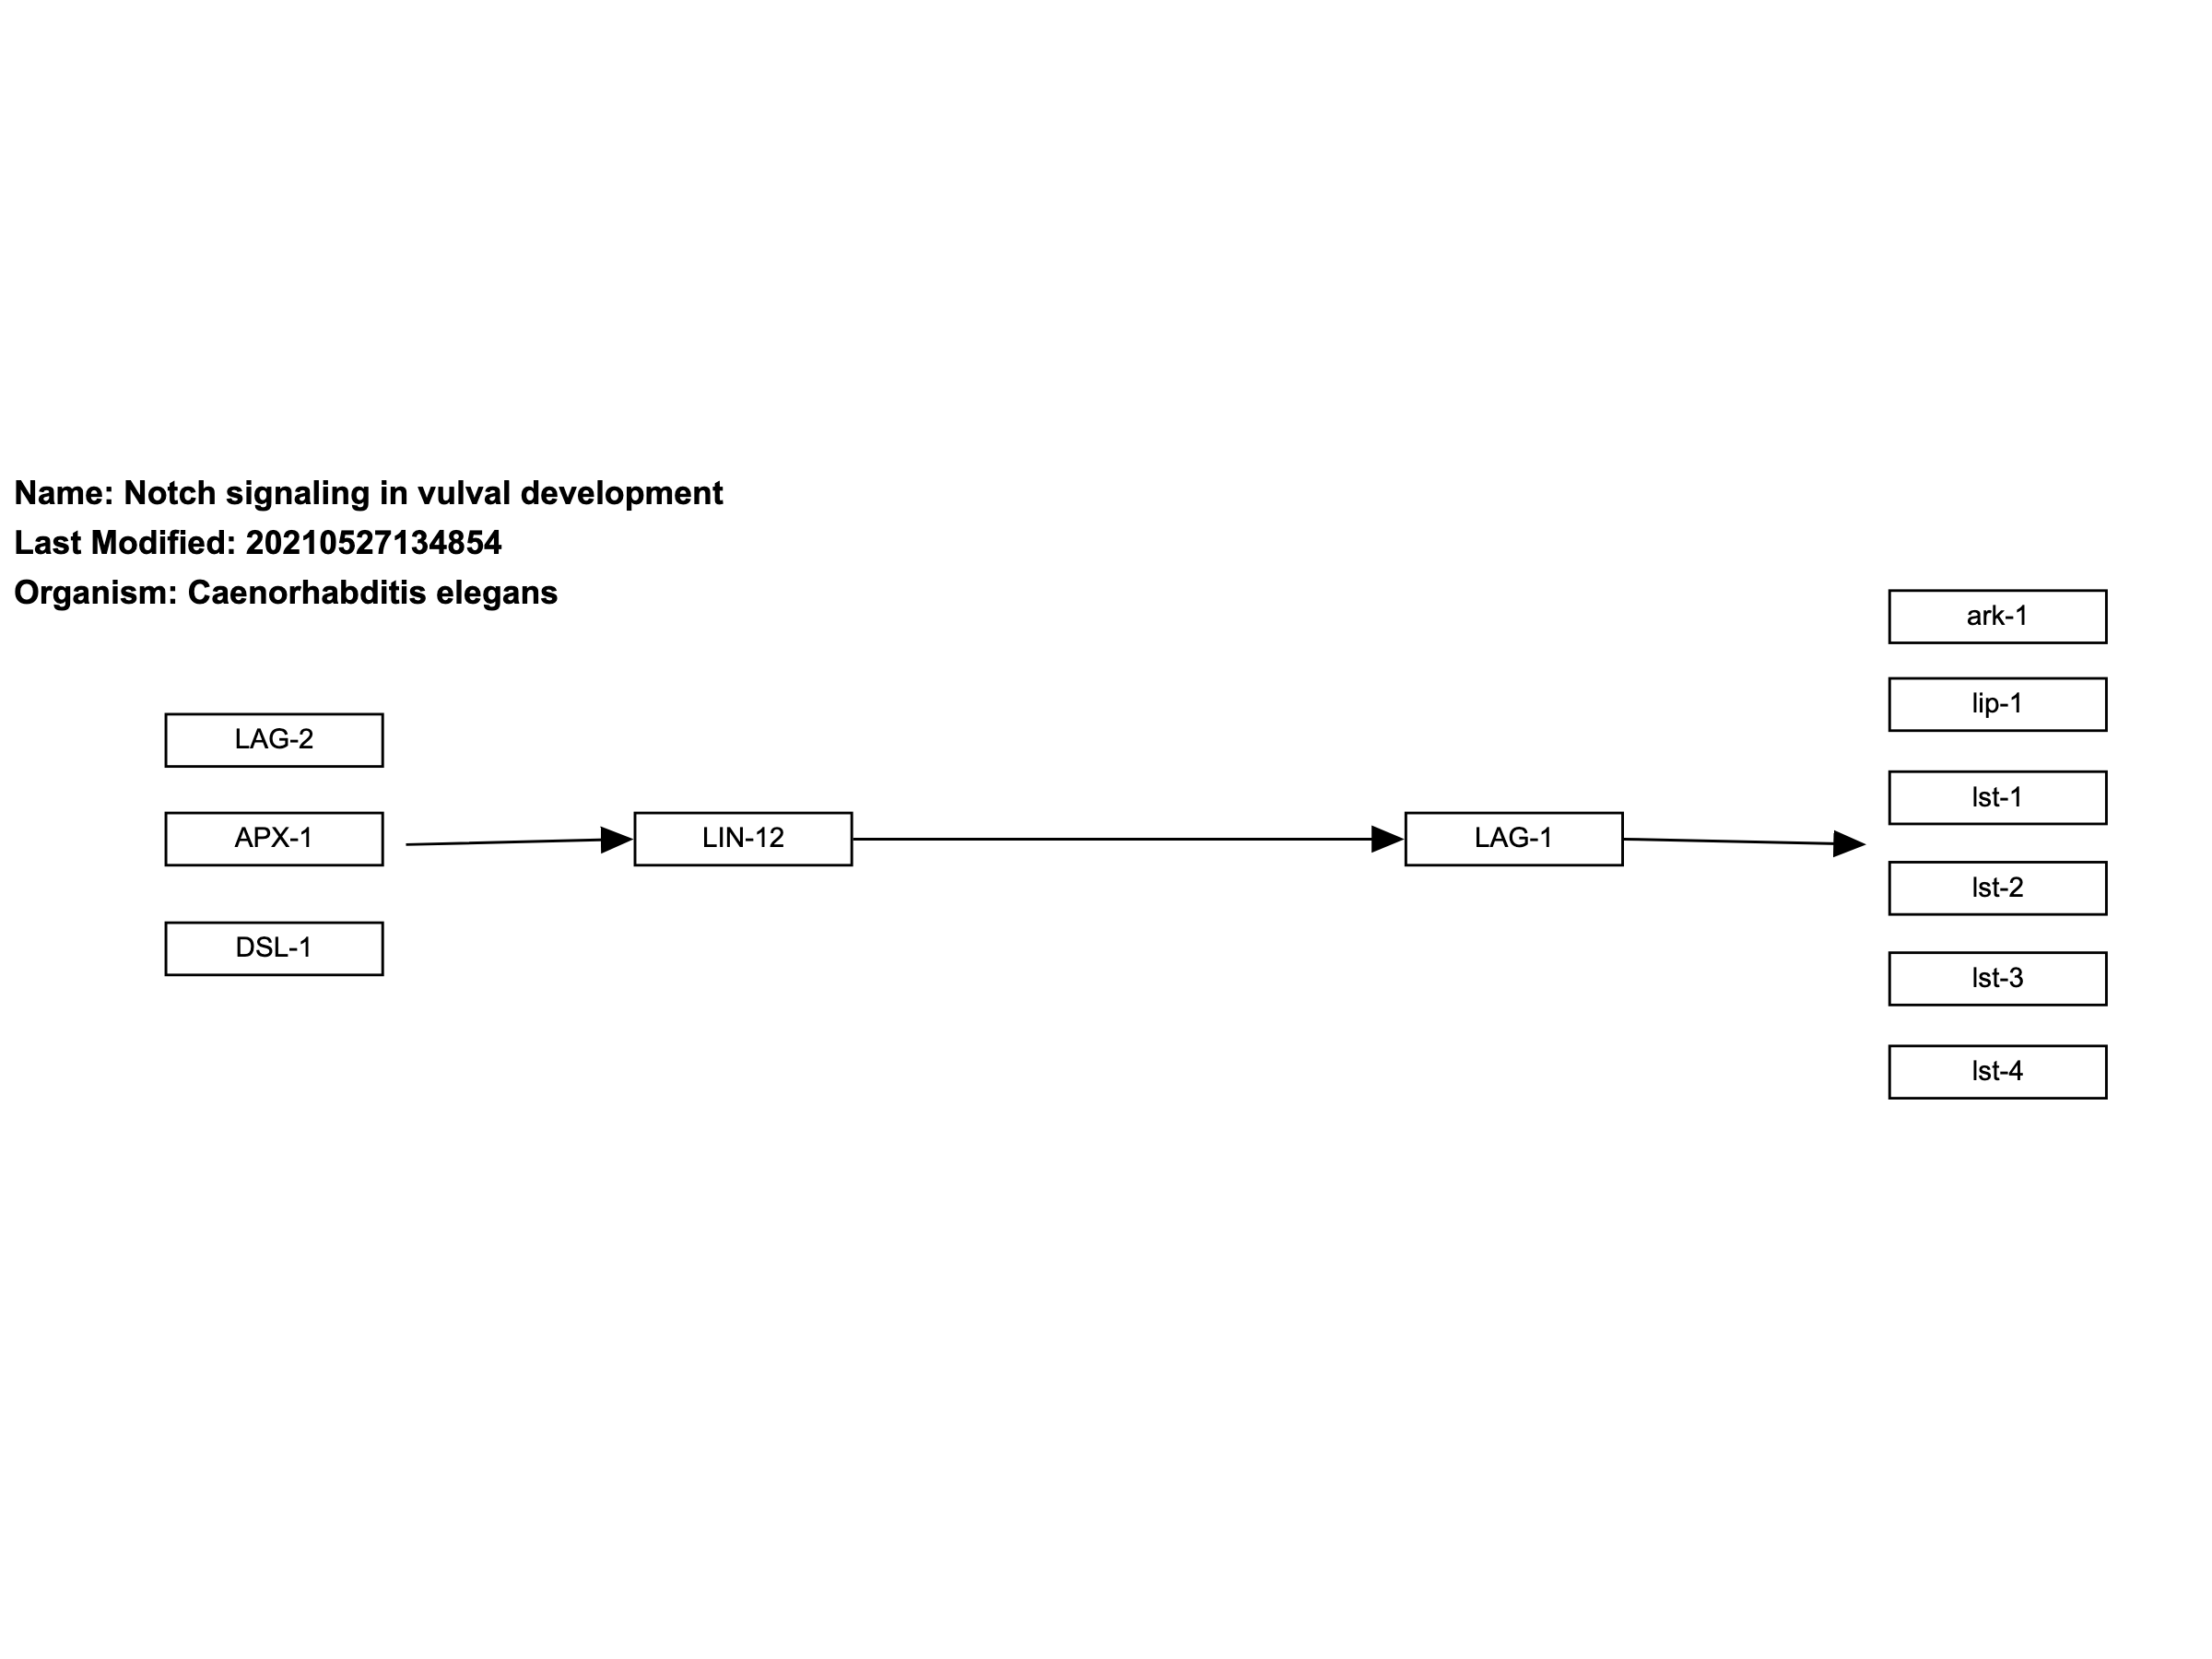 Name: Notch signaling in vulval development
Last Modified: 20210527134854
Organism: Caenorhabditis elegans
LAG-2
APX-1
DSL-1
LIN-12
LAG-1
ark-1
lip-1
lst-1
lst-2
lst-3
lst-4